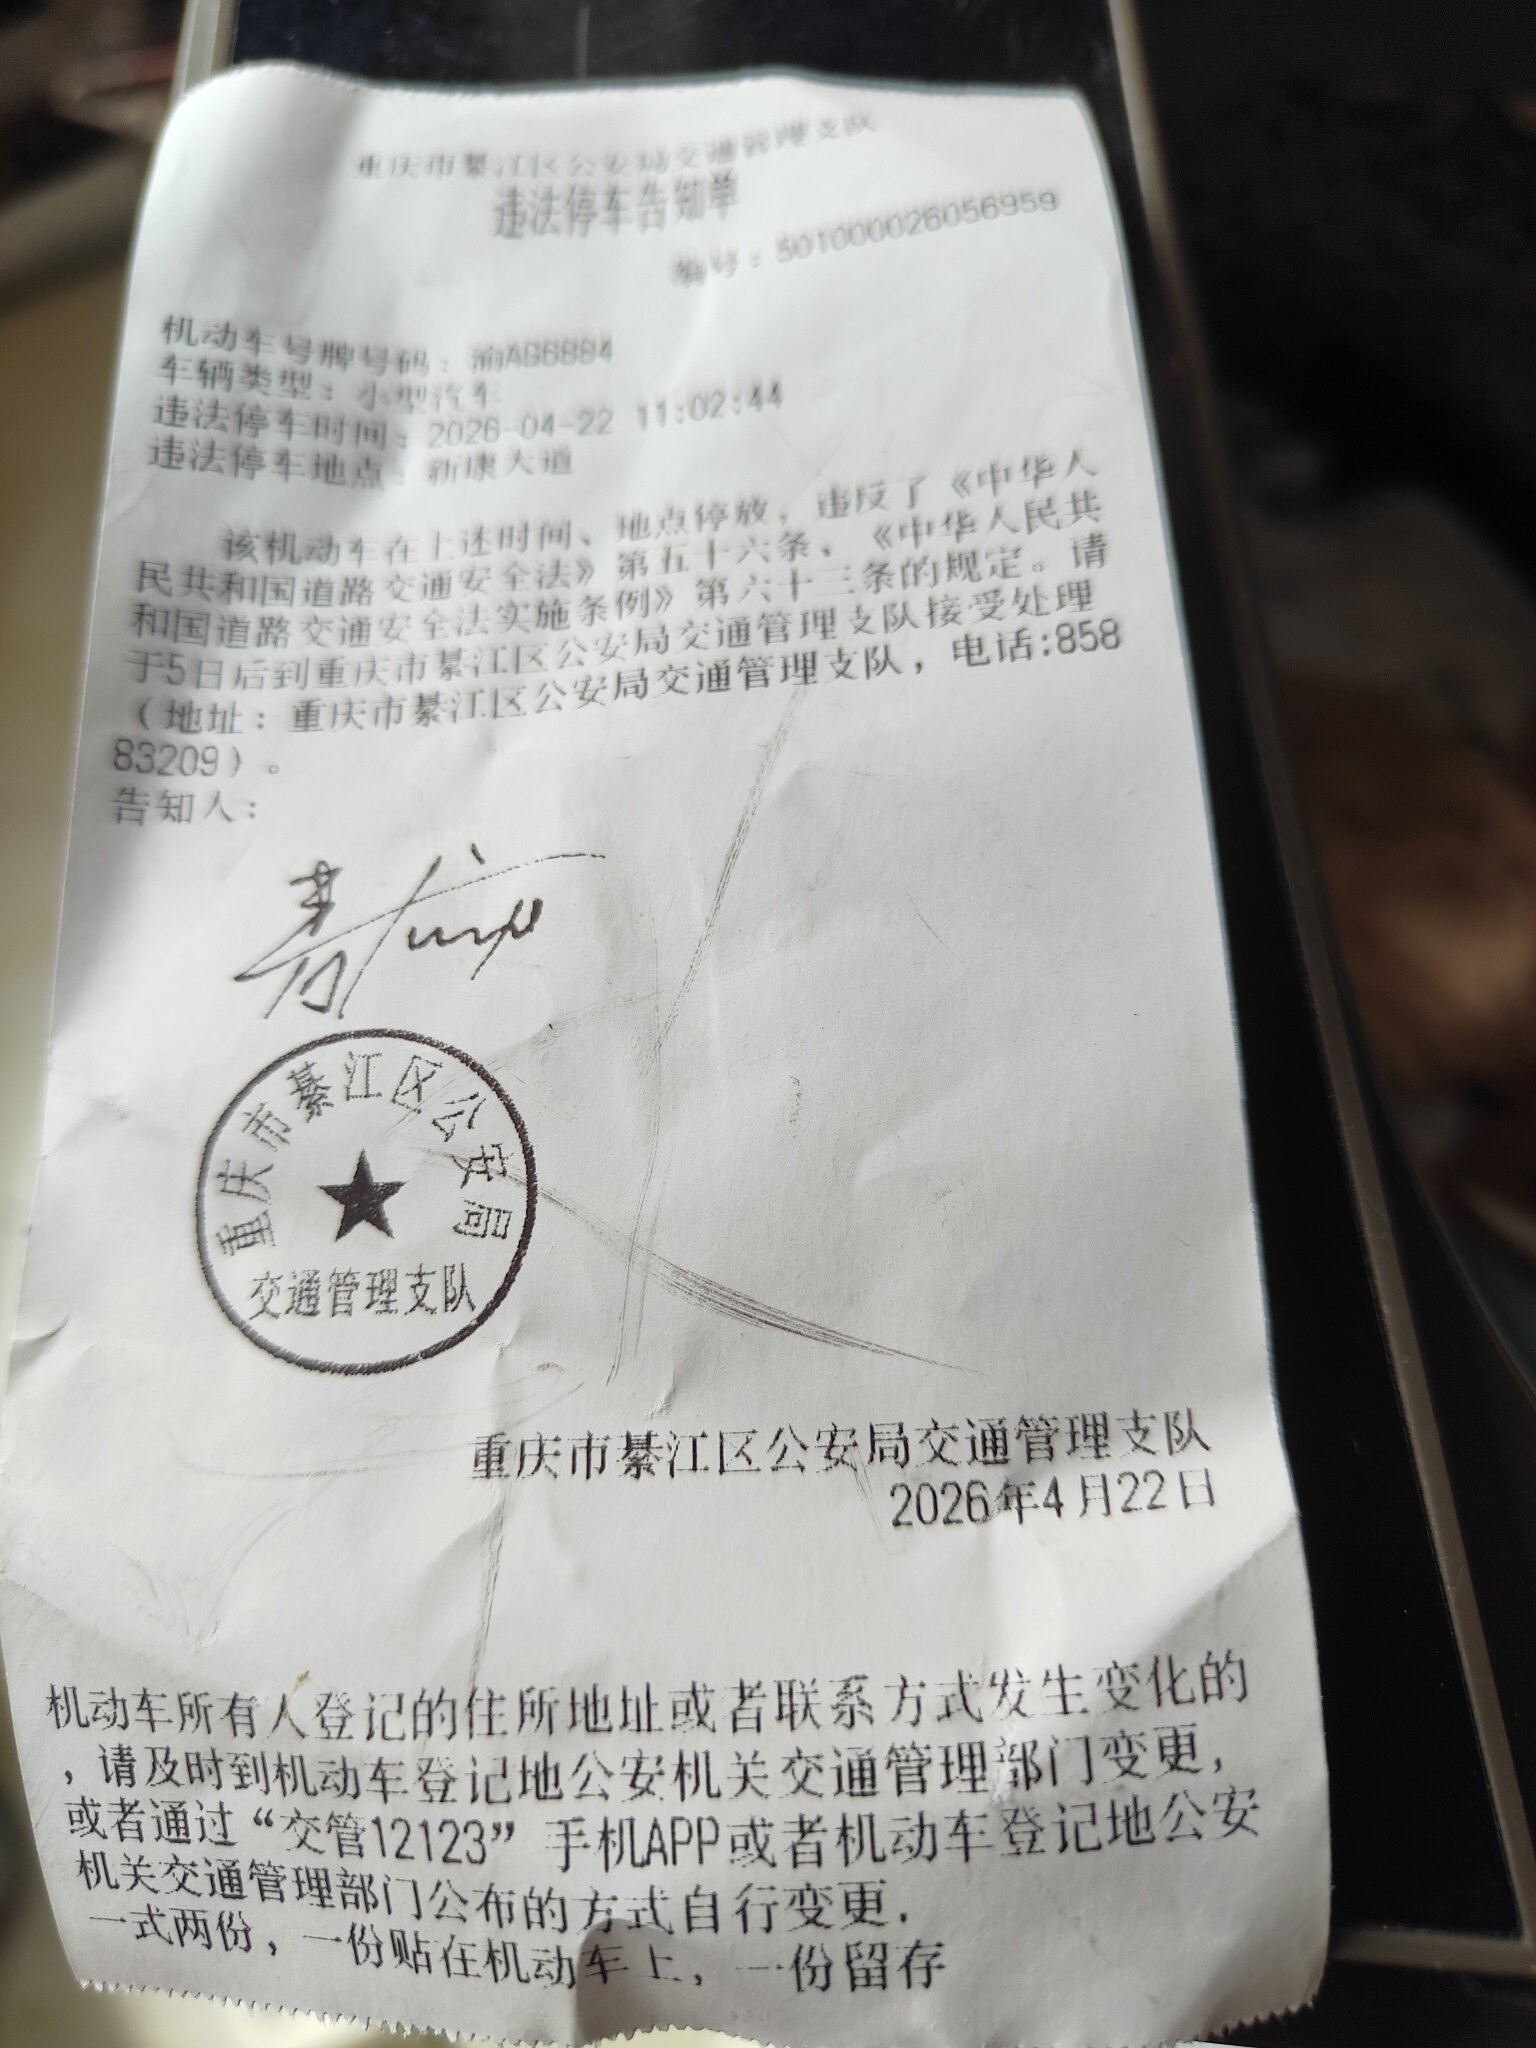 重庆市綦江区公安局交通管理支队
违法停车告知单
编号：501000026056959
机动车号牌号码：渝AG6884
车辆类型：小型汽车
违法停车时间：2026-04-22 11:02:44
违法停车地点：新康大道
该机动车在上述时间、地点停放，违反了《中华人
民共和国道路交通安全法》第五十六条、《中华人民共
和国道路交通安全法实施条例》第六十三条的规定。请
于5日后到重庆市綦江区公安局交通管理支队接受处理
（地址：重庆市綦江区公安局交通管理支队，电话:858
83209）。
告知人：
重庆市綦江区公安局
交通管理支队
重庆市綦江区公安局交通管理支队
2026年4月22日
机动车所有人登记的住所地址或者联系方式发生变化的
，请及时到机动车登记地公安机关交通管理部门变更，
或者通过“交管12123”手机APP或者机动车登记地公安
机关交通管理部门公布的方式自行变更.
一式两份，一份贴在机动车上，一份留存